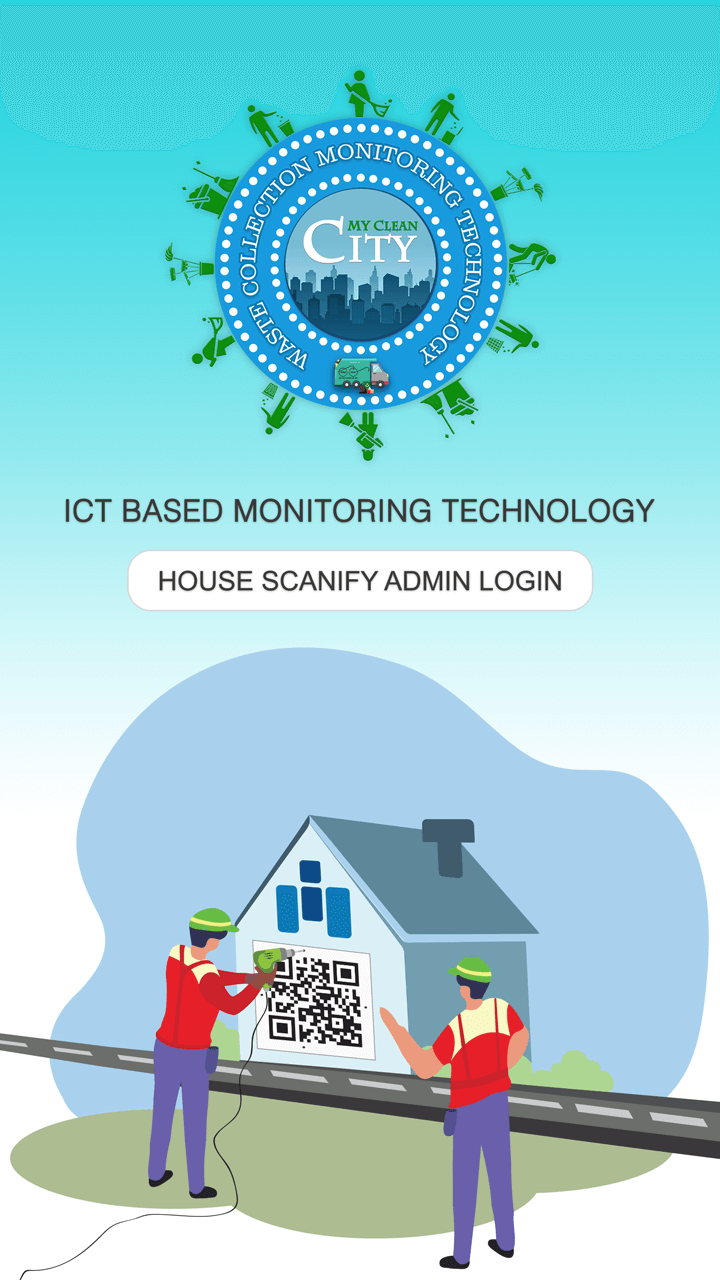 WASTE COLLECTION MONITORING TECHNOLOGY
MY CLEAN
CITY
ICT BASED MONITORING TECHNOLOGY
HOUSE SCANIFY ADMIN LOGIN